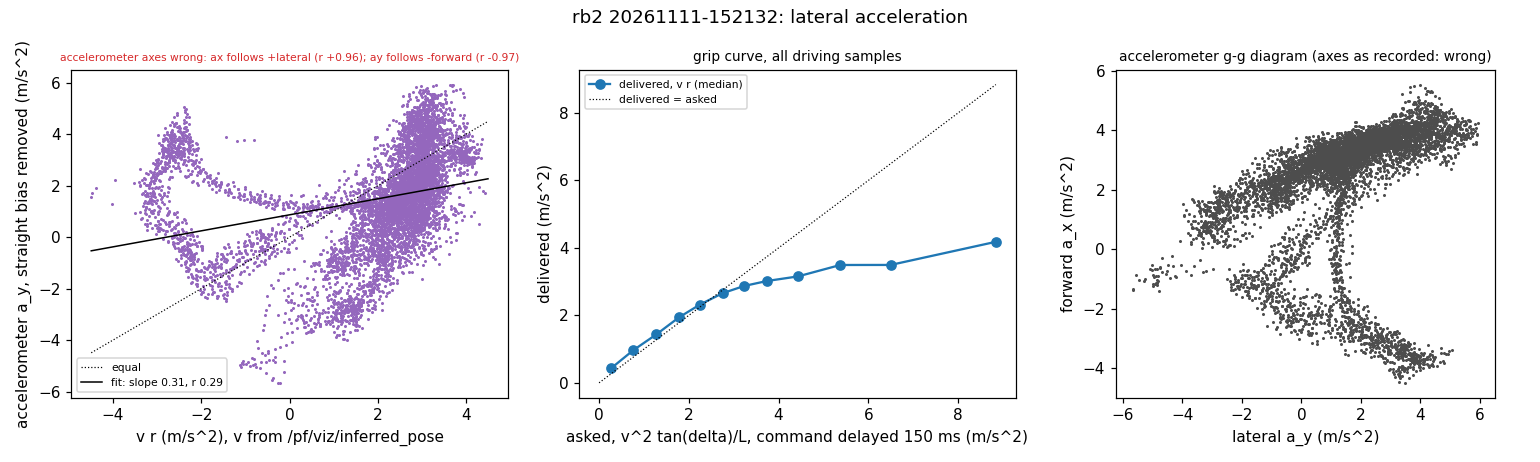 rb2 20261111-152132: lateral acceleration
accelerometer axes wrong: ax follows +lateral (r +0.96); ay follows -forward (r -0.97)
accelerometer a_y, straight bias removed (m/s^2)
6
4
2
0
−2
−4
−6
equal
fit: slope 0.31, r 0.29
−4
−2
0
2
4
v r (m/s^2), v from /pf/viz/inferred_pose
grip curve, all driving samples
delivered (m/s^2)
8
6
4
2
0
delivered, v r (median)
delivered = asked
0
2
4
6
8
asked, v^2 tan(delta)/L, command delayed 150 ms (m/s^2)
accelerometer g-g diagram (axes as recorded: wrong)
forward a_x (m/s^2)
6
4
2
0
−2
−4
−6
−4
−2
0
2
4
6
lateral a_y (m/s^2)